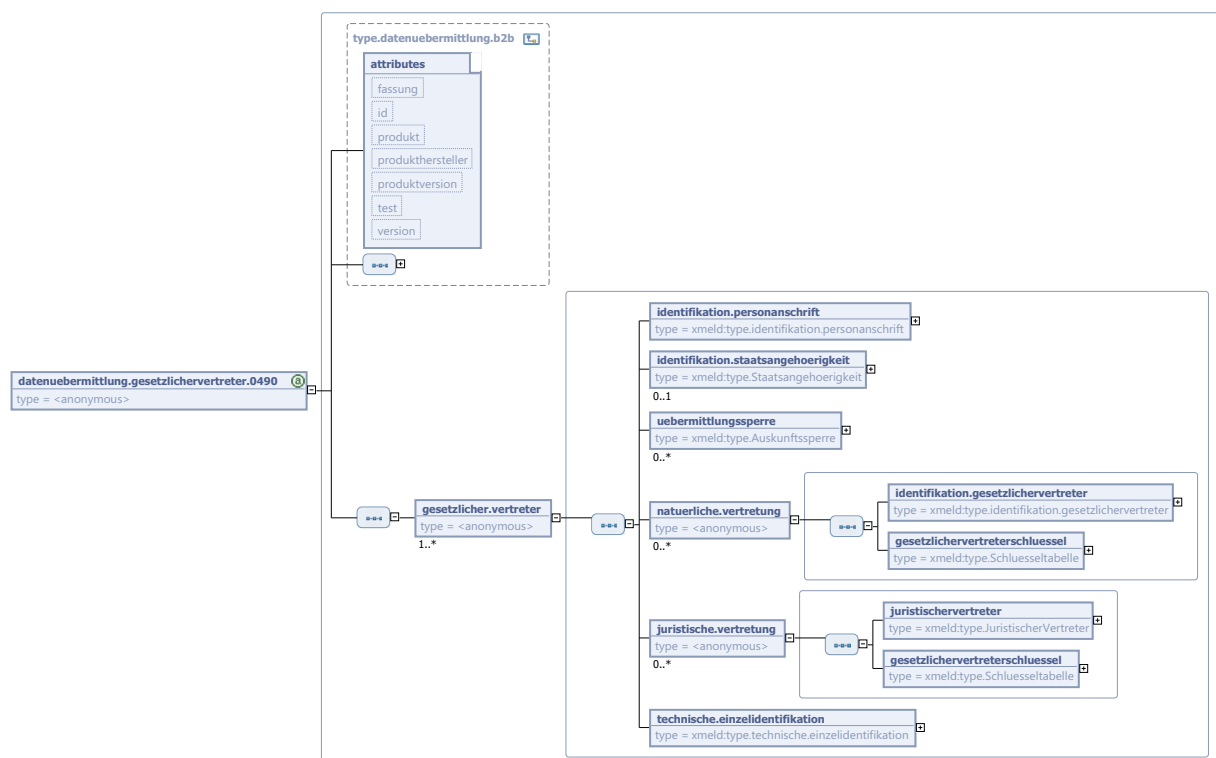 type.datenuebermittlung.b2b
attributes
fassung
id
produkt
produkthersteller
produktversion
test
version
datenuebermittlung.gesetzlichervertreter.0490
type = <anonymous>
gesetzlicher.vertreter
type = <anonymous>
1..*
identifikation.personanschrift
type = xmeld:type.identifikation.personanschrift
identifikation.staatsangehoerigkeit
type = xmeld:type.Staatsangehoerigkeit
0..1
uebermittlungssperre
type = xmeld:type.Auskunftssperre
0..*
natuerliche.vertretung
type = <anonymous>
0..*
identifikation.gesetzlichervertreter
type = xmeld:type.identifikation.gesetzlichervertreter
gesetzlichervertreterschluessel
type = xmeld:type.Schluesseltabelle
juristische.vertretung
type = <anonymous>
0..*
juristischervertreter
type = xmeld:type.JuristischerVertreter
gesetzlichervertreterschluessel
type = xmeld:type.Schluesseltabelle
technische.einzelidentifikation
type = xmeld:type.technische.einzelidentifikation